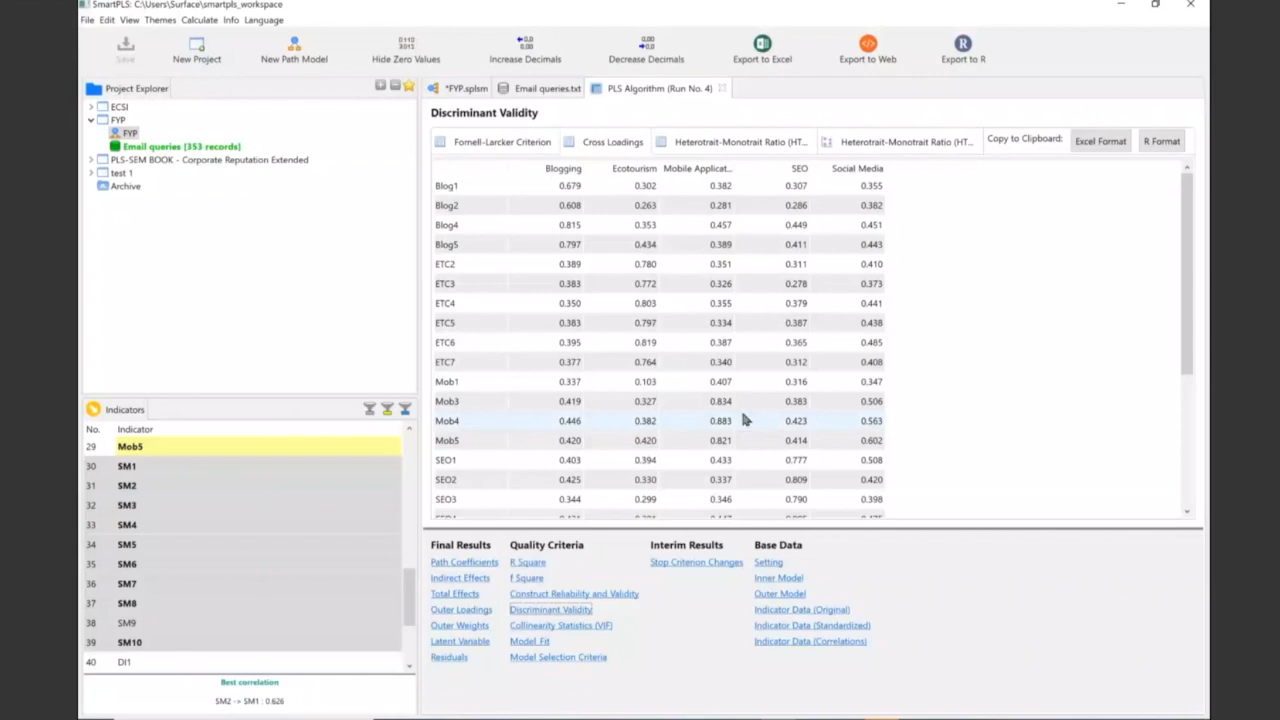 SmartPLS: C:\Users\Surface\smartpls_workspace
File Edit View Themes Calculate Info Language
Save New Project New Path Model Hide Zero Values Increase Decimals Decrease Decimals Export to Excel Export to Web Export to R
Project Explorer
ECSI
FYP
FYP
Email queries [353 records]
PLS-SEM BOOK - Corporate Reputation Extended
test 1
Archive
Indicators
No. Indicator
29 Mob5
30 SM1
31 SM2
32 SM3
33 SM4
34 SM5
35 SM6
36 SM7
37 SM8
38 SM9
39 SM10
40 DI1
Best correlation
SM2 -> SM1 : 0.626
*FYP.splsm Email queries.txt PLS Algorithm (Run No. 4)
Discriminant Validity
Fornell-Larcker Criterion Cross Loadings Heterotrait-Monotrait Ratio (HT... Heterotrait-Monotrait Ratio (HT... Copy to Clipboard: Excel Format R Format
Blogging Ecotourism Mobile Applicat... SEO Social Media
Blog1 0.679 0.302 0.382 0.307 0.355
Blog2 0.608 0.263 0.281 0.286 0.382
Blog4 0.815 0.353 0.457 0.449 0.451
Blog5 0.797 0.434 0.389 0.411 0.443
ETC2 0.389 0.780 0.351 0.311 0.410
ETC3 0.383 0.772 0.326 0.278 0.373
ETC4 0.350 0.803 0.355 0.379 0.441
ETC5 0.383 0.797 0.334 0.387 0.438
ETC6 0.395 0.819 0.387 0.365 0.485
ETC7 0.377 0.764 0.340 0.312 0.408
Mob1 0.337 0.103 0.407 0.316 0.347
Mob3 0.419 0.327 0.834 0.383 0.506
Mob4 0.446 0.382 0.883 0.423 0.563
Mob5 0.420 0.420 0.821 0.414 0.602
SEO1 0.403 0.394 0.433 0.777 0.508
SEO2 0.425 0.330 0.337 0.809 0.420
SEO3 0.344 0.299 0.346 0.790 0.398
Final Results Quality Criteria Interim Results Base Data
Path Coefficients R Square Stop Criterion Changes Setting
Indirect Effects f Square Inner Model
Total Effects Construct Reliability and Validity Outer Model
Outer Loadings Discriminant Validity Indicator Data (Original)
Outer Weights Collinearity Statistics (VIF) Indicator Data (Standardized)
Latent Variable Model Fit Indicator Data (Correlations)
Residuals Model Selection Criteria